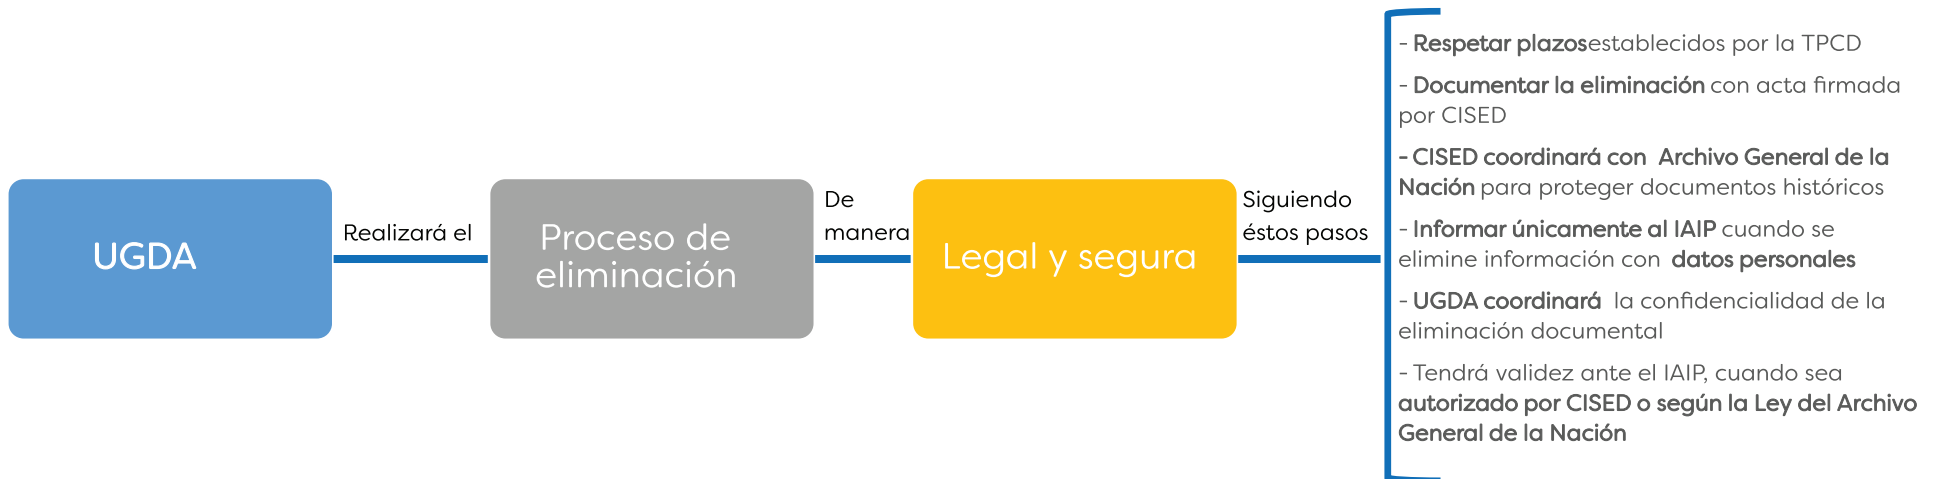 UGDA
Realizará el
Proceso de
eliminación
De
manera
Legal y segura
Siguiendo
éstos pasos
- Respetar plazosestablecidos por la TPCD
- Documentar la eliminación con acta firmada
por CISED
- CISED coordinará con Archivo General de la
Nación para proteger documentos históricos
- Informar únicamente al IAIP cuando se
elimine información con datos personales
- UGDA coordinará la confidencialidad de la
eliminación documental
- Tendrá validez ante el IAIP, cuando sea
autorizado por CISED o según la Ley del Archivo
General de la Nación